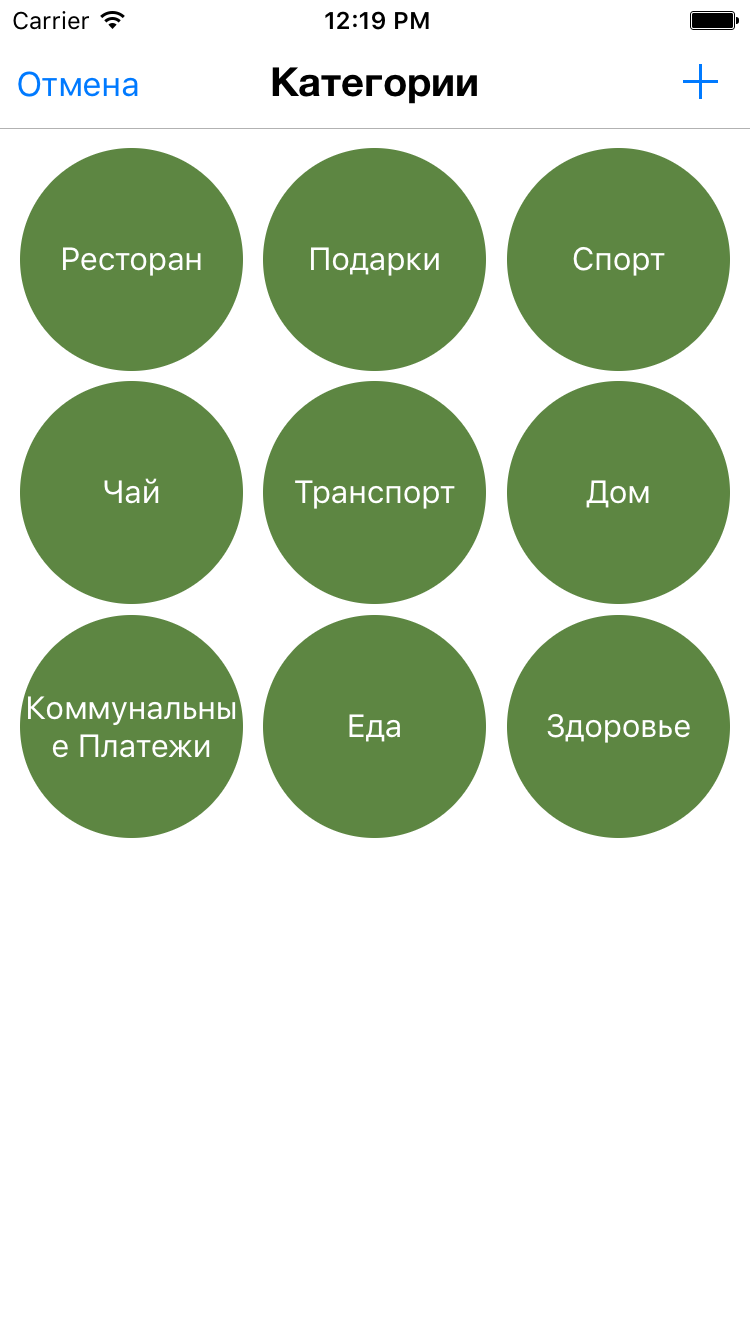 Carrier 12:19 PM
Отмена Категории
Ресторан Подарки Спорт
Чай Транспорт Дом
Коммунальны
е Платежи Еда Здоровье